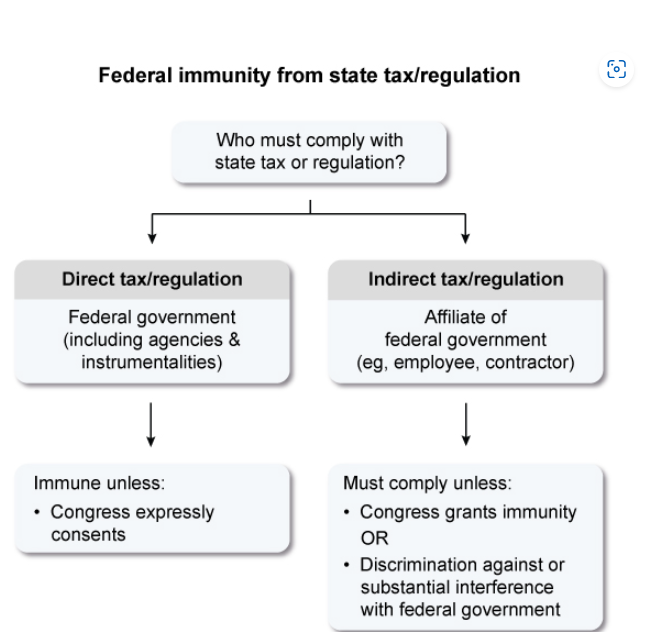 Federal immunity from state tax/regulation
Who must comply with
state tax or regulation?
Direct tax/regulation
Federal government
(including agencies &
instrumentalities)
Indirect tax/regulation
Affiliate of
federal government
(eg, employee, contractor)
Immune unless:
• Congress expressly
consents
Must comply unless:
• Congress grants immunity
OR
• Discrimination against or
substantial interference
with federal government